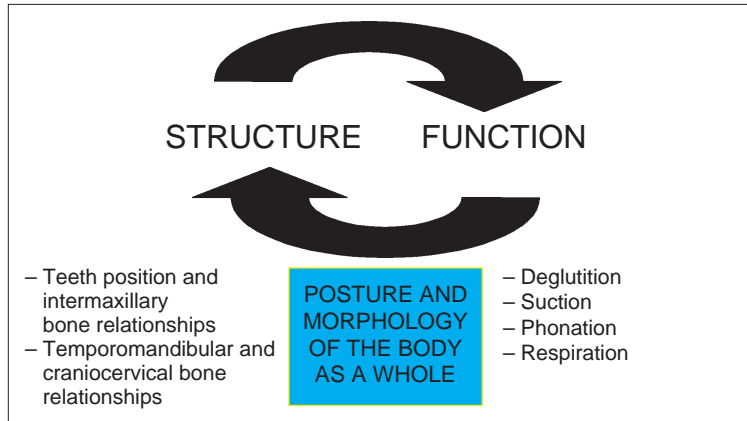 STRUCTURE FUNCTION
– Teeth position and
intermaxillary
bone relationships
– Temporomandibular and
craniocervical bone
relationships
POSTURE AND
MORPHOLOGY
OF THE BODY
AS A WHOLE
– Deglutition
– Suction
– Phonation
– Respiration